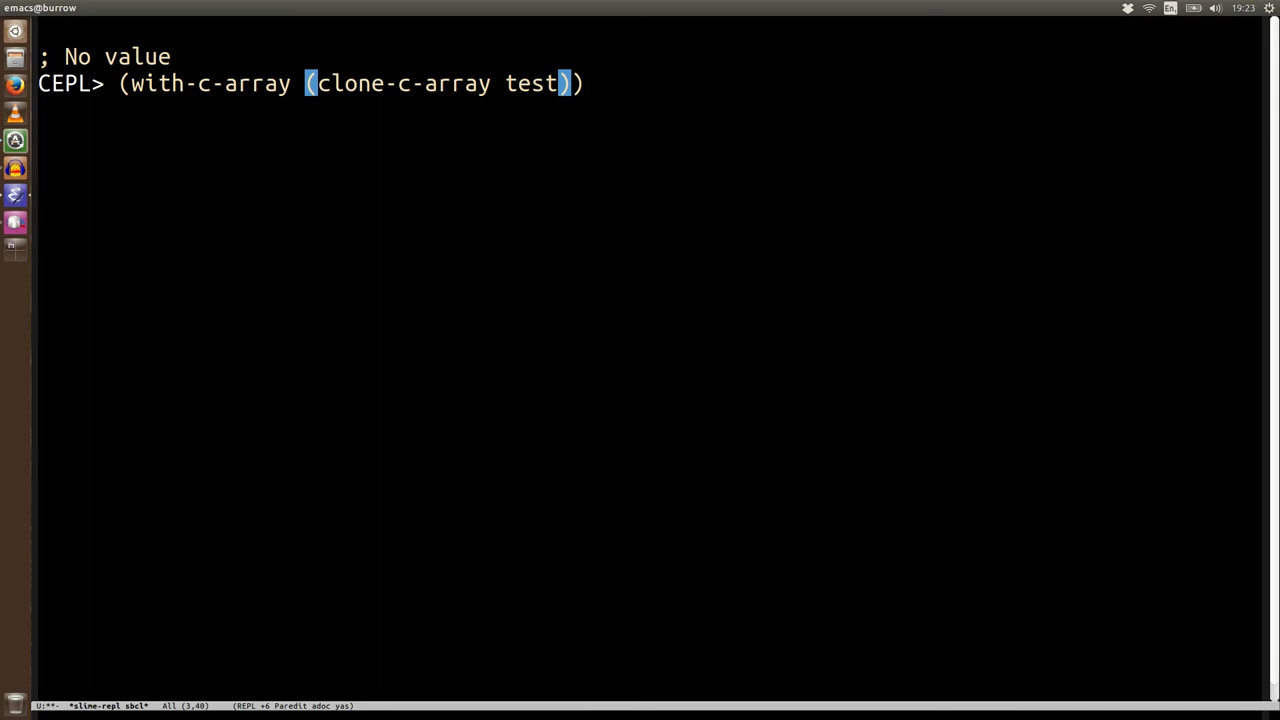 emacs@burrow
En
19:23
; No value
CEPL> (with-c-array (clone-c-array test))
U:**-  *slime-repl sbcl*   All (3,40)    (REPL +6 Paredit adoc yas)